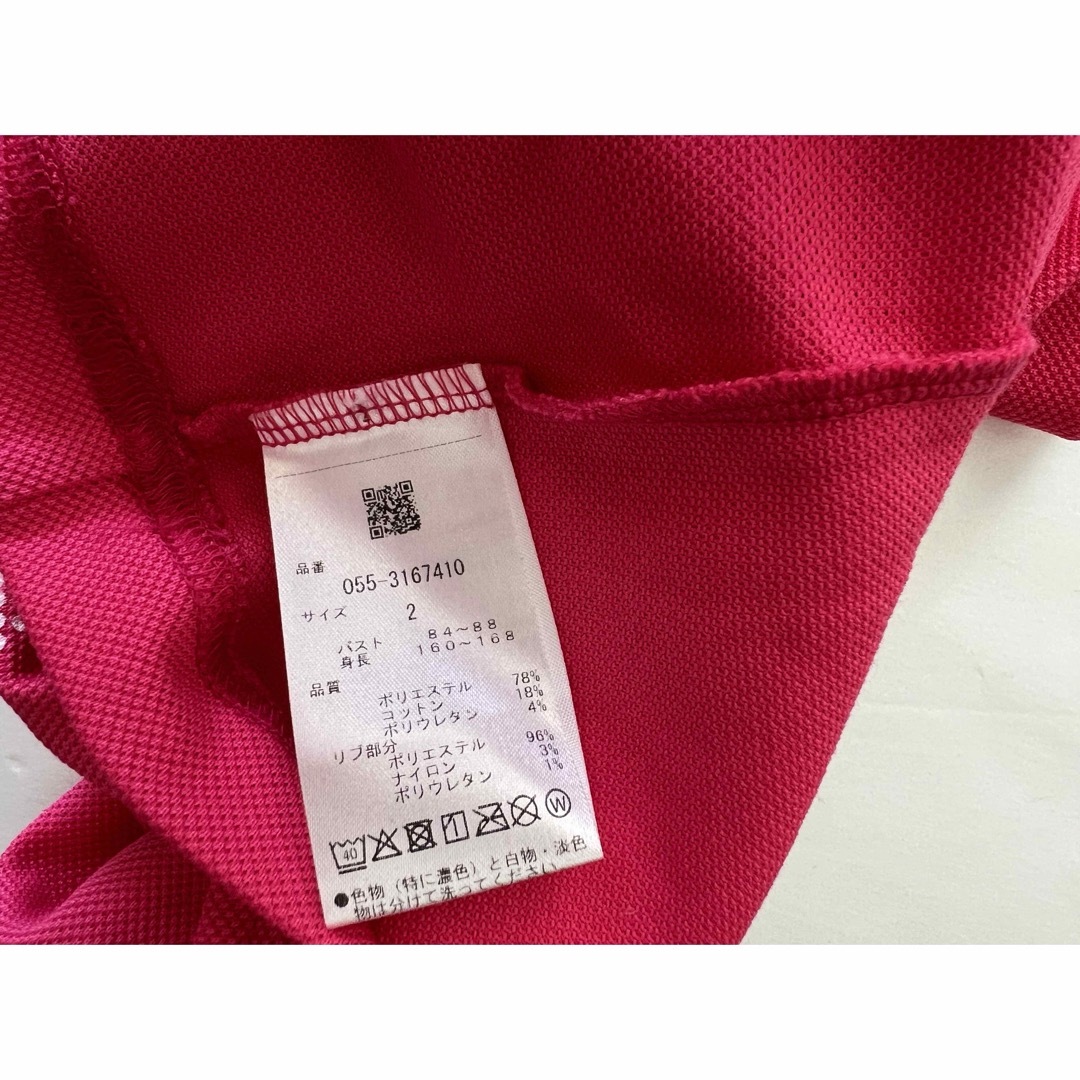 品番 055-3167410
サイズ 2
バスト 84~88
身長 160~168
品質
ポリエステル 78%
コットン 18%
ポリウレタン 4%
リブ部分
ポリエステル 96%
ナイロン 3%
ポリウレタン 1%
40 W
●色物(特に濃色)と白物・淡色
物は分けて洗ってください